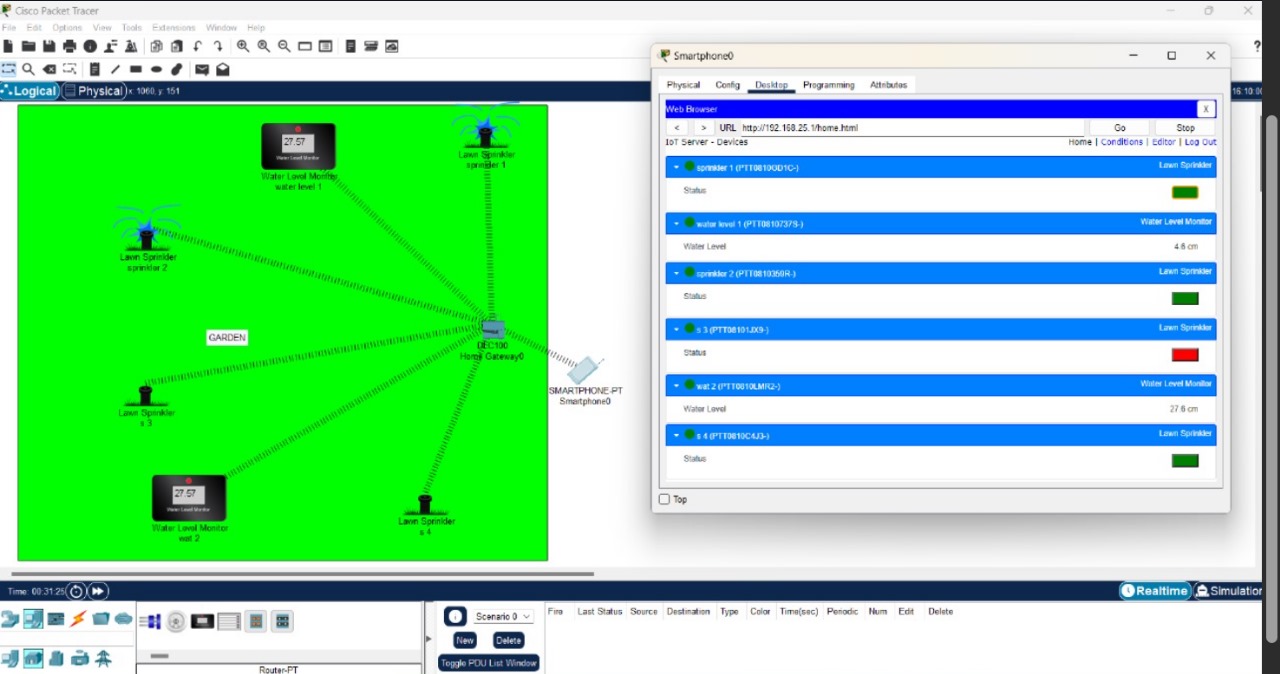 Cisco Packet Tracer
File Edit Options View Tools Extensions Window Help
?
Logical Physical x: 1060, y: 151
16:10:00
27:57
Water Level Monitor
Water Level Monitor
water level 1
Lawn Sprinkler
sprinkler 1
Lawn Sprinkler
sprinkler 2
GARDEN
DLC100
Home Gateway0
SMARTPHONE-PT
Smartphone0
Lawn Sprinkler
s 3
27:57
Water Level Monitor
Water Level Monitor
wat 2
Lawn Sprinkler
s 4
Smartphone0
Physical Config Desktop Programming Attributes
Web Browser X
< > URL http://192.168.25.1/home.html Go Stop
IoT Server - Devices Home | Conditions | Editor | Log Out
sprinkler 1 (PTT0810OD1C-) Lawn Sprinkler
Status
water level 1 (PTT0810737S-) Water Level Monitor
Water Level 4.6 cm
sprinkler 2 (PTT0810359R-) Lawn Sprinkler
Status
s 3 (PTT08101JX9-) Lawn Sprinkler
Status
wat 2 (PTT0810LMR2-) Water Level Monitor
Water Level 27.6 cm
s 4 (PTT0810C4J3-) Lawn Sprinkler
Status
Top
Time: 00:31:25
Realtime Simulation
Scenario 0
New Delete
Toggle PDU List Window
Fire Last Status Source Destination Type Color Time(sec) Periodic Num Edit Delete
Router-PT